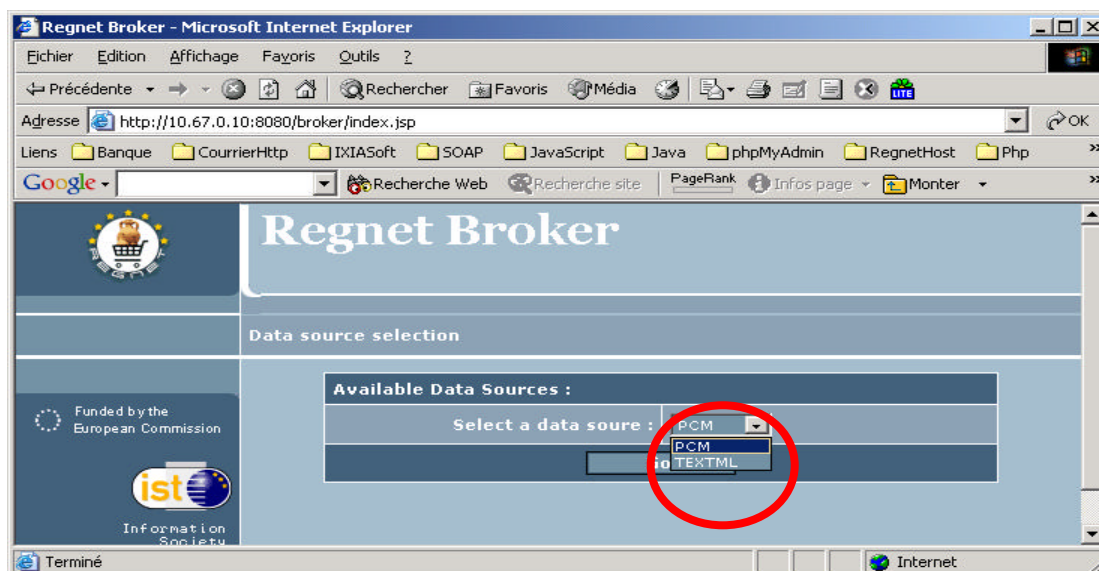 Regnet Broker - Microsoft Internet Explorer
Fichier Edition Affichage Favoris Outils ?
Précédente Rechercher Favoris Média LITE
Adresse http://10.67.0.10:8080/broker/index.jsp OK
Liens Banque CourrierHttp IXIASoft SOAP JavaScript Java phpMyAdmin RegnetHost Php »
Google Recherche Web Recherche site PageRank Infos page Monter »
REGNET
Regnet Broker
Data source selection
Available Data Sources :
Select a data soure : PCM
PCM
TEXTML
Go
Funded by the
European Commission
ist
Information
Society
Terminé Internet